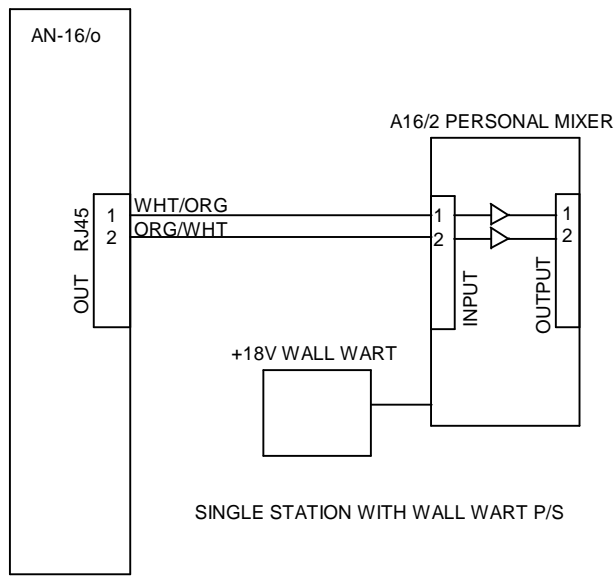 AN-16/o
A16/2 PERSONAL MIXER
OUT RJ45
1
2
WHT/ORG
ORG/WHT
1
2
INPUT
1
2
OUTPUT
+18V WALL WART
SINGLE STATION WITH WALL WART P/S